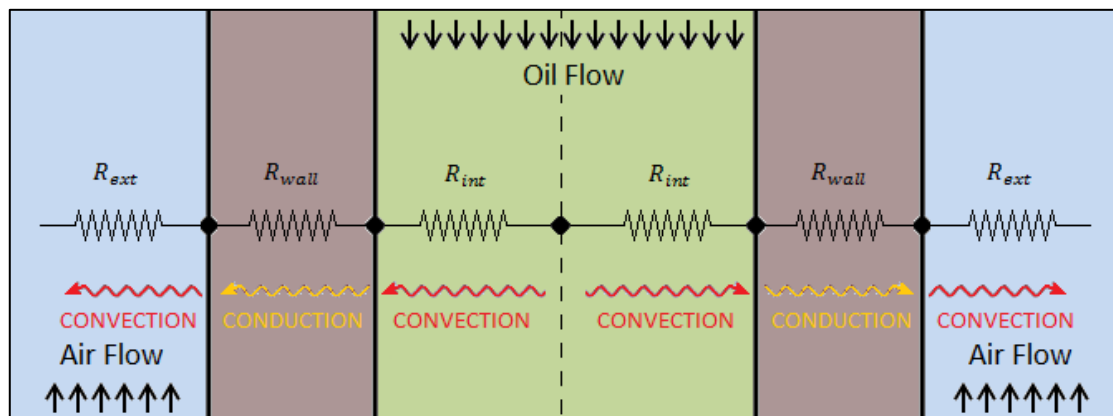 Oil Flow
R_ext R_wall R_int R_int R_wall R_ext
CONVECTION CONDUCTION CONVECTION CONVECTION CONDUCTION CONVECTION
Air Flow Air Flow